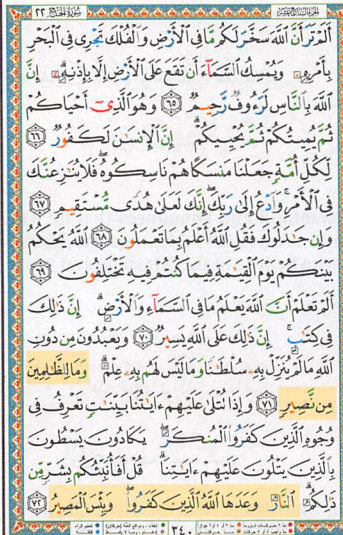 سورة الحج ٢٢
أَلَمْ تَرَ أَنَّ ٱللَّهَ سَخَّرَ لَكُم مَّا فِى ٱلْأَرْضِ وَٱلْفُلْكَ تَجْرِى فِى ٱلْبَحْرِ
بِأَمْرِهِۦ وَيُمْسِكُ ٱلسَّمَآءَ أَن تَقَعَ عَلَى ٱلْأَرْضِ إِلَّا بِإِذْنِهِۦٓ ۗ إِنَّ
ٱللَّهَ بِٱلنَّاسِ لَرَءُوفٌ رَّحِيمٌ ٦٥ وَهُوَ ٱلَّذِىٓ أَحْيَاكُمْ
ثُمَّ يُمِيتُكُمْ ثُمَّ يُحْيِيكُمْ ۗ إِنَّ ٱلْإِنسَٰنَ لَكَفُورٌ ٦٦
لِّكُلِّ أُمَّةٍ جَعَلْنَا مَنسَكًا هُمْ نَاسِكُوهُ ۖ فَلَا يُنَٰزِعُنَّكَ
فِى ٱلْأَمْرِ ۚ وَٱدْعُ إِلَىٰ رَبِّكَ ۖ إِنَّكَ لَعَلَىٰ هُدًى مُّسْتَقِيمٍ ٦٧
وَإِن جَٰدَلُوكَ فَقُلِ ٱللَّهُ أَعْلَمُ بِمَا تَعْمَلُونَ ٦٨ ٱللَّهُ يَحْكُمُ
بَيْنَكُمْ يَوْمَ ٱلْقِيَٰمَةِ فِيمَا كُنتُمْ فِيهِ تَخْتَلِفُونَ ٦٩
أَلَمْ تَعْلَمْ أَنَّ ٱللَّهَ يَعْلَمُ مَا فِى ٱلسَّمَآءِ وَٱلْأَرْضِ ۗ إِنَّ ذَٰلِكَ
فِى كِتَٰبٍ ۚ إِنَّ ذَٰلِكَ عَلَى ٱللَّهِ يَسِيرٌ ٧٠ وَيَعْبُدُونَ مِن دُونِ
ٱللَّهِ مَا لَمْ يُنَزِّلْ بِهِۦ سُلْطَٰنًا وَمَا لَيْسَ لَهُم بِهِۦ عِلْمٌ ۗ وَمَا لِلظَّٰلِمِينَ
مِن نَّصِيرٍ ٧١ وَإِذَا تُتْلَىٰ عَلَيْهِمْ ءَايَٰتُنَا بَيِّنَٰتٍ تَعْرِفُ فِى
وُجُوهِ ٱلَّذِينَ كَفَرُوا۟ ٱلْمُنكَرَ ۖ يَكَادُونَ يَسْطُونَ
بِٱلَّذِينَ يَتْلُونَ عَلَيْهِمْ ءَايَٰتِنَا ۗ قُلْ أَفَأُنَبِّئُكُم بِشَرٍّ مِّن
ذَٰلِكُمُ ۗ ٱلنَّارُ وَعَدَهَا ٱللَّهُ ٱلَّذِينَ كَفَرُوا۟ ۖ وَبِئْسَ ٱلْمَصِيرُ ٧٢
٣٤٠